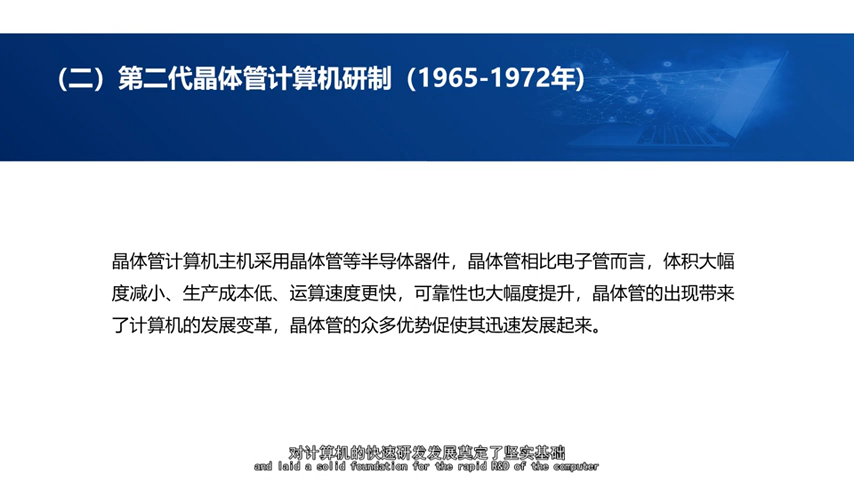 （二）第二代晶体管计算机研制（1965-1972年)
晶体管计算机主机采用晶体管等半导体器件，晶体管相比电子管而言，体积大幅
度减小、生产成本低、运算速度更快，可靠性也大幅度提升，晶体管的出现带来
了计算机的发展变革，晶体管的众多优势促使其迅速发展起来。
对计算机的快速研发发展奠定了坚实基础
and laid a solid foundation for the rapid R&D of the computer